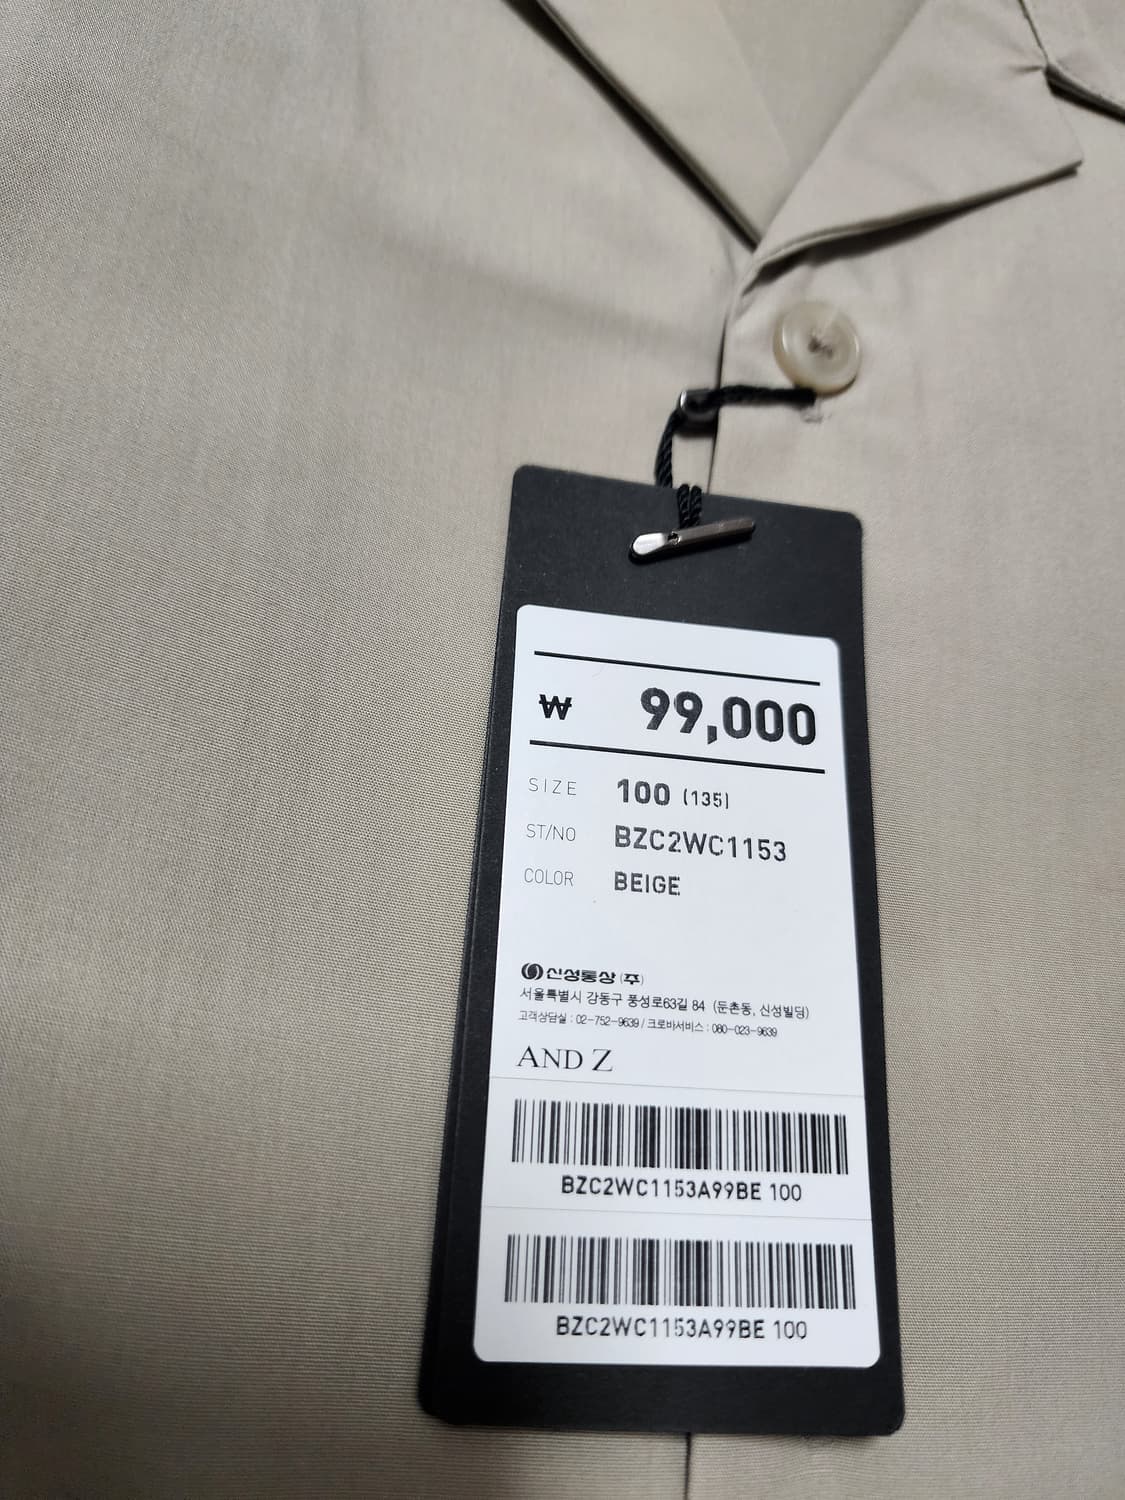 ₩ 99,000
SIZE 100 (135)
ST/NO BZC2WC1153
COLOR BEIGE
신성통상(주)
서울특별시 강동구 풍성로63길 84 (둔촌동, 신성빌딩)
고객상담실 : 02-752-9639 / 크로바서비스 : 080-023-9639
AND Z
BZC2WC1153A99BE 100
BZC2WC1153A99BE 100